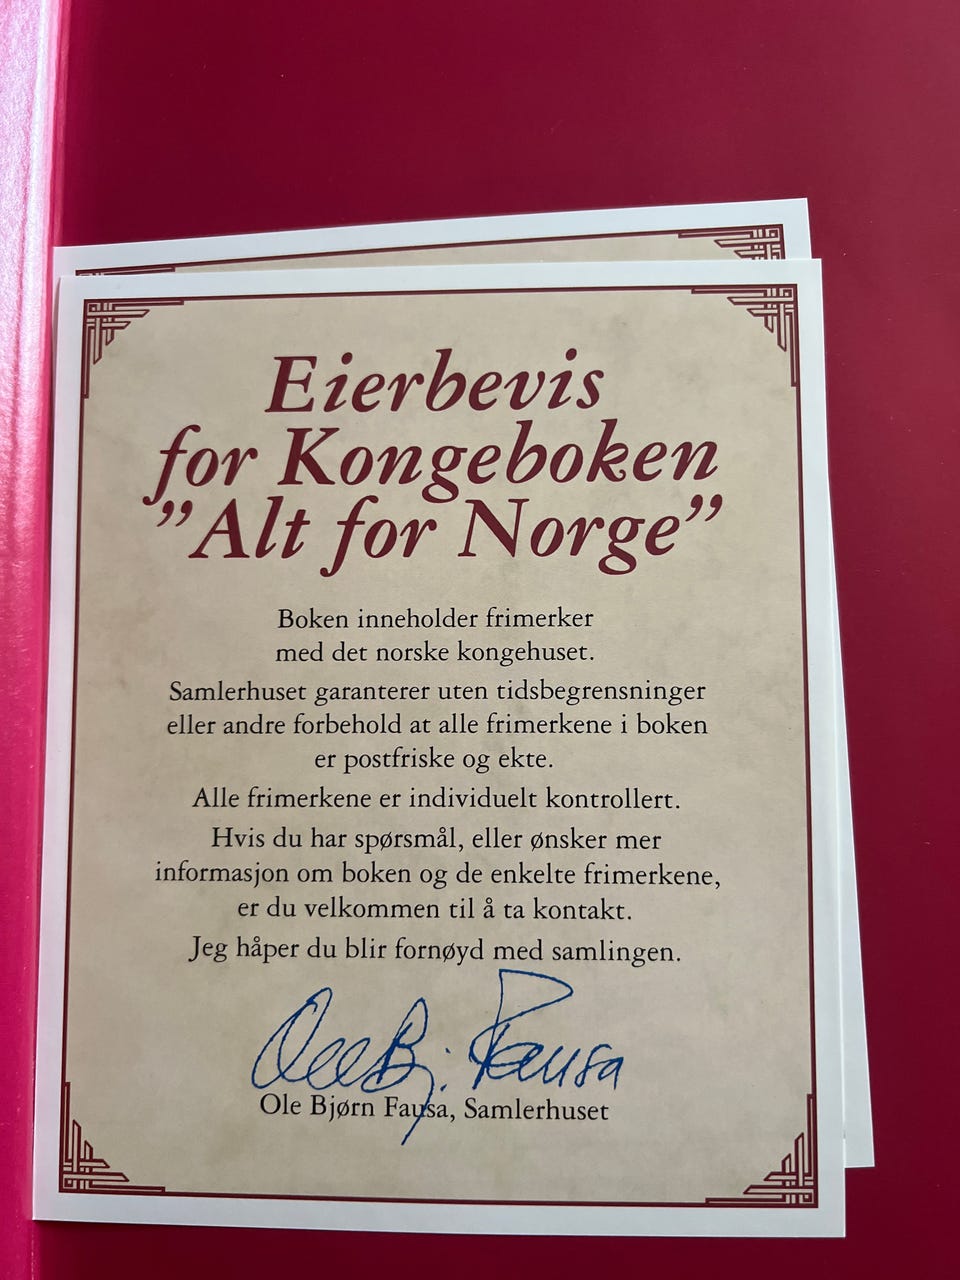 Eierbevis
for Kongeboken
”Alt for Norge”
Boken inneholder frimerker
med det norske kongehuset.
Samlerhuset garanterer uten tidsbegrensninger
eller andre forbehold at alle frimerkene i boken
er postfriske og ekte.
Alle frimerkene er individuelt kontrollert.
Hvis du har spørsmål, eller ønsker mer
informasjon om boken og de enkelte frimerkene,
er du velkommen til å ta kontakt.
Jeg håper du blir fornøyd med samlingen.
Ole Bj. Fausa
Ole Bjørn Fausa, Samlerhuset